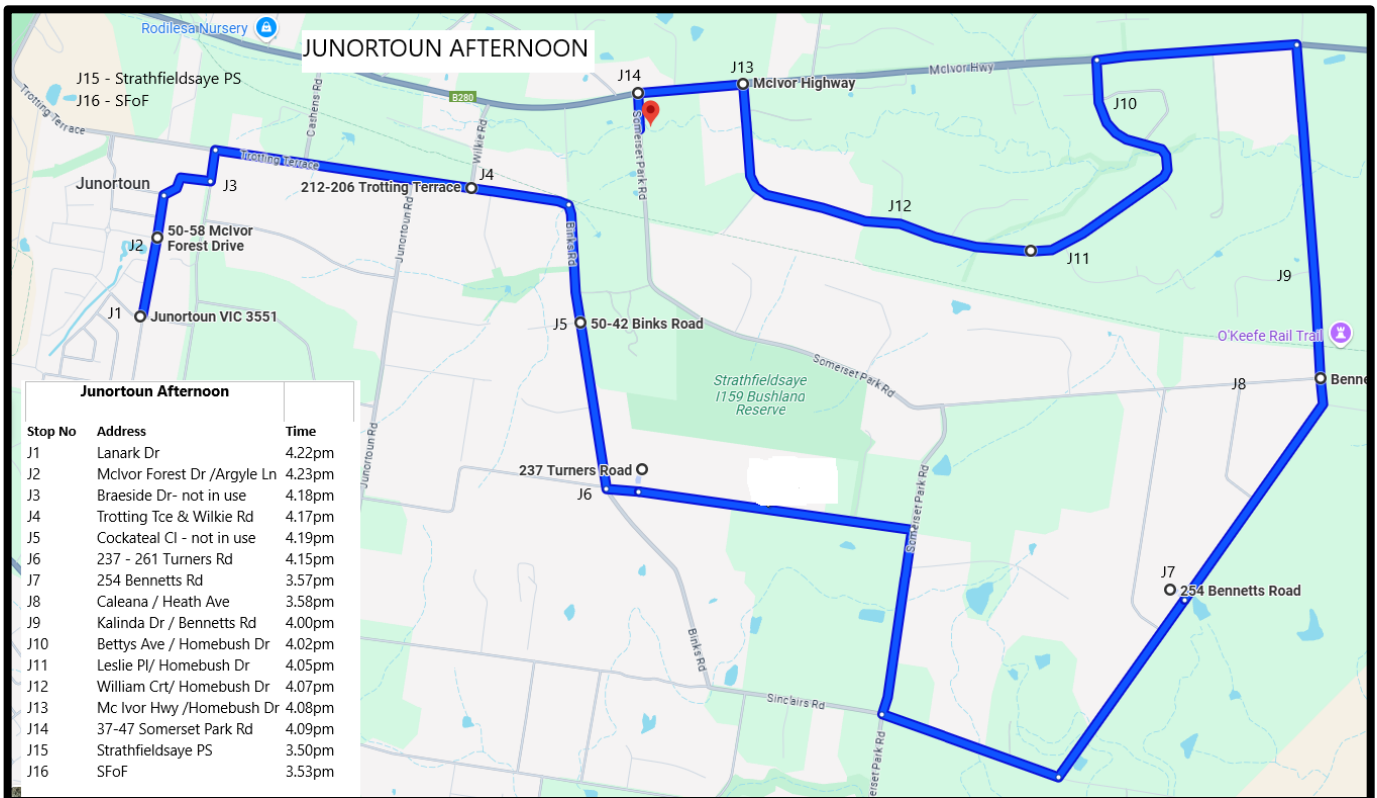 Rodilesa Nursery
JUNORTOUN AFTERNOON
J15 - Strathfieldsaye PS
J16 - SFoF
Trotting Terrace
Cashens Rd
B280
Wilkie Rd
J14
J13
McIvor Highway
McIvor Hwy
J10
Somerset Park Rd
Trotting Terrace
Junortoun
J3
212-206 Trotting Terrace
J4
J12
J11
J2
50-58 McIvor
Forest Drive
Junortoun Rd
Binks Rd
J9
J1
Junortoun VIC 3551
J5
50-42 Binks Road
O'Keefe Rail Trail
Somerset Park Rd
Strathfieldsaye
I159 Bushland
Reserve
J8
Benne
Junortoun Rd
237 Turners Road
J6
Somerset Park Rd
J7
254 Bennetts Road
Binks Rd
Sinclairs Rd
erset Park Rd
Junortoun Afternoon
Stop No Address Time
J1 Lanark Dr 4.22pm
J2 McIvor Forest Dr /Argyle Ln 4.23pm
J3 Braeside Dr- not in use 4.18pm
J4 Trotting Tce & Wilkie Rd 4.17pm
J5 Cockateal Cl - not in use 4.19pm
J6 237 - 261 Turners Rd 4.15pm
J7 254 Bennetts Rd 3.57pm
J8 Caleana / Heath Ave 3.58pm
J9 Kalinda Dr / Bennetts Rd 4.00pm
J10 Bettys Ave / Homebush Dr 4.02pm
J11 Leslie Pl/ Homebush Dr 4.05pm
J12 William Crt/ Homebush Dr 4.07pm
J13 Mc Ivor Hwy /Homebush Dr 4.08pm
J14 37-47 Somerset Park Rd 4.09pm
J15 Strathfieldsaye PS 3.50pm
J16 SFoF 3.53pm